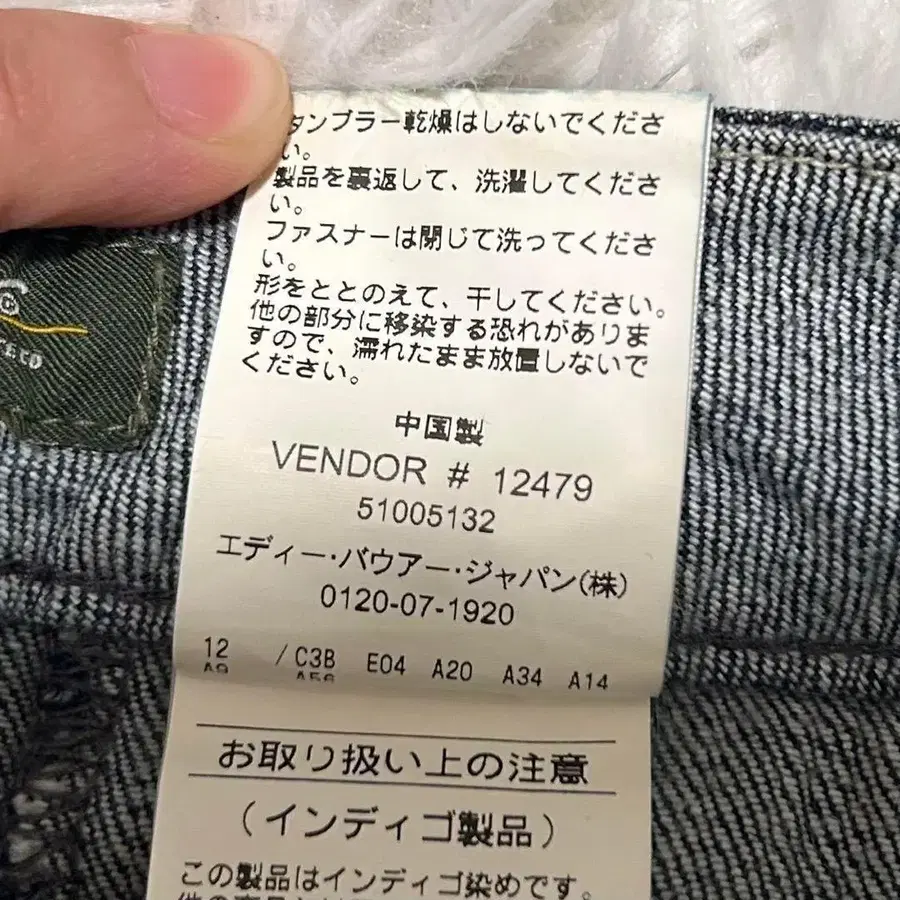 タンブラー乾燥はしないでくださ
い。
製品を裏返して、洗濯してくださ
い。
ファスナーは閉じて洗ってくださ
い。
形をととのえて、干してください。
他の部分に移染する恐れがありま
すので、濡れたまま放置しないで
ください。
中国製
VENDOR # 12479
51005132
エディー・バウアー・ジャパン(株)
0120-07-1920
12 / C3B E04 A20 A34 A14
お取り扱い上の注意
(インディゴ製品)
この製品はインディゴ染めです。